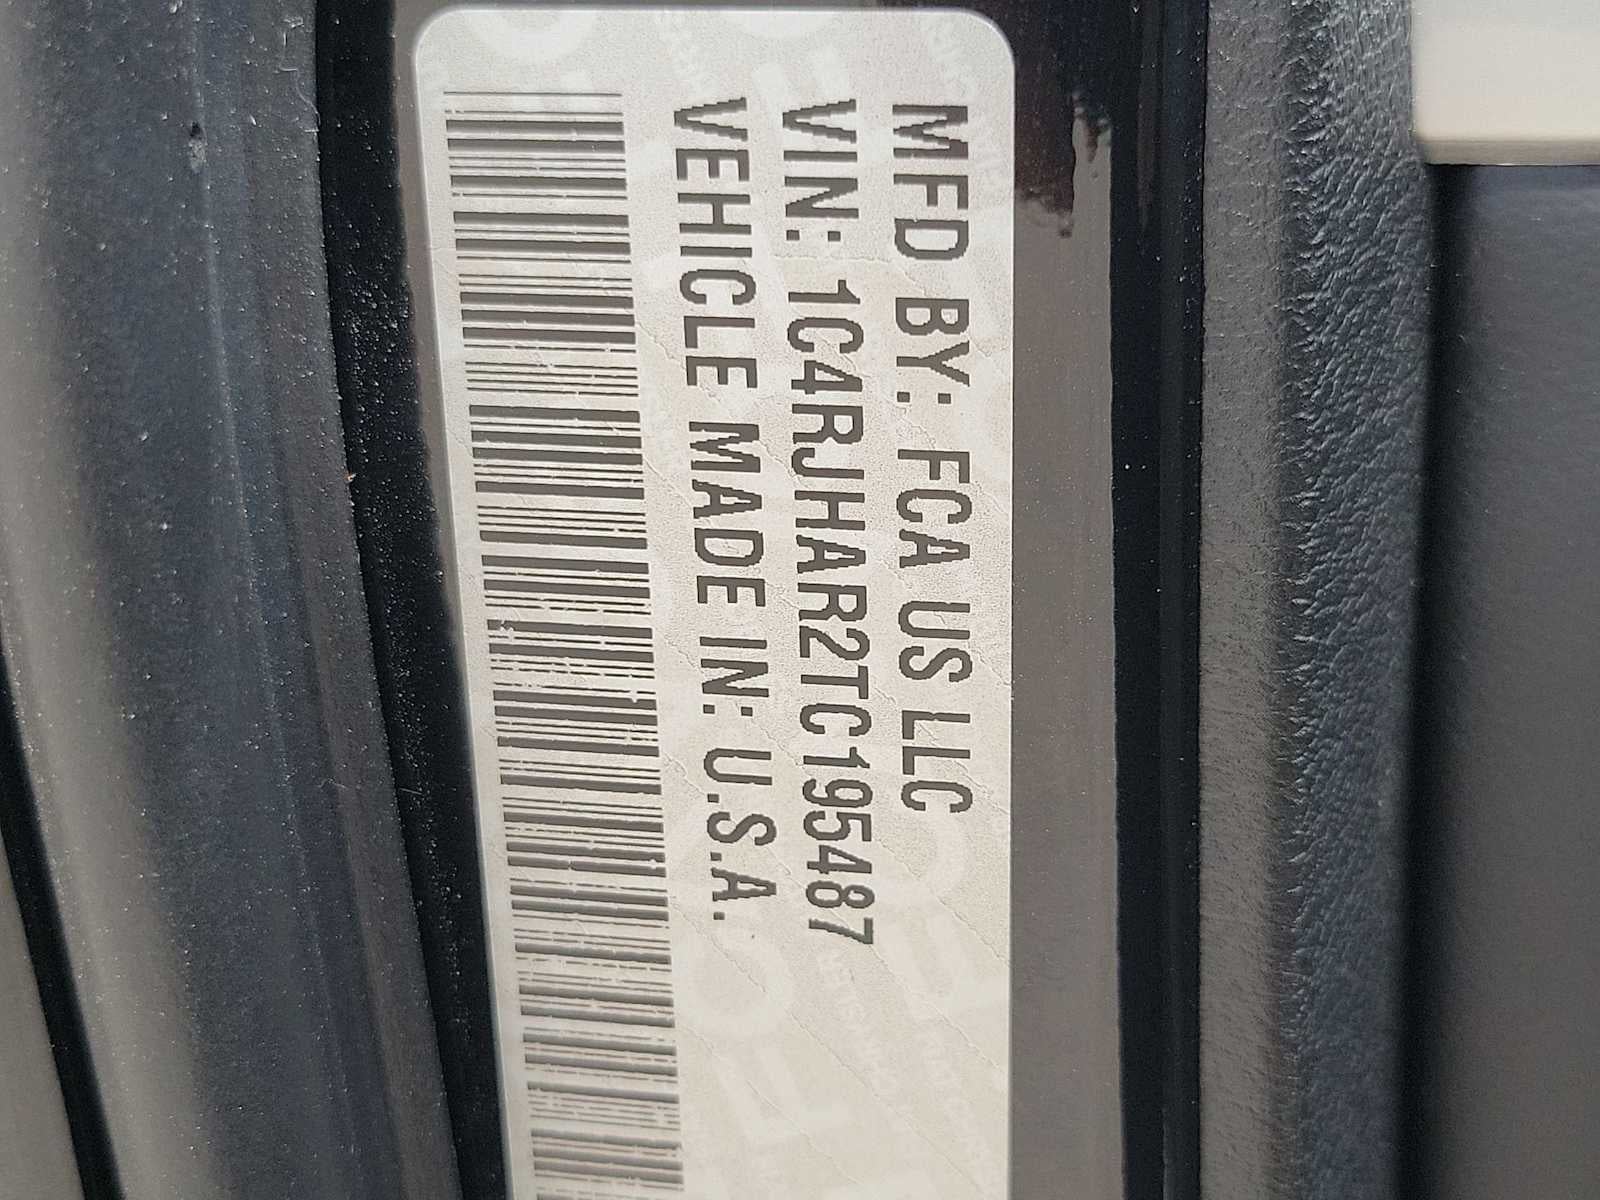 MFD BY: FCA US LLC
VIN: 1C4RJHAR2TC195487
VEHICLE MADE IN: U.S.A.